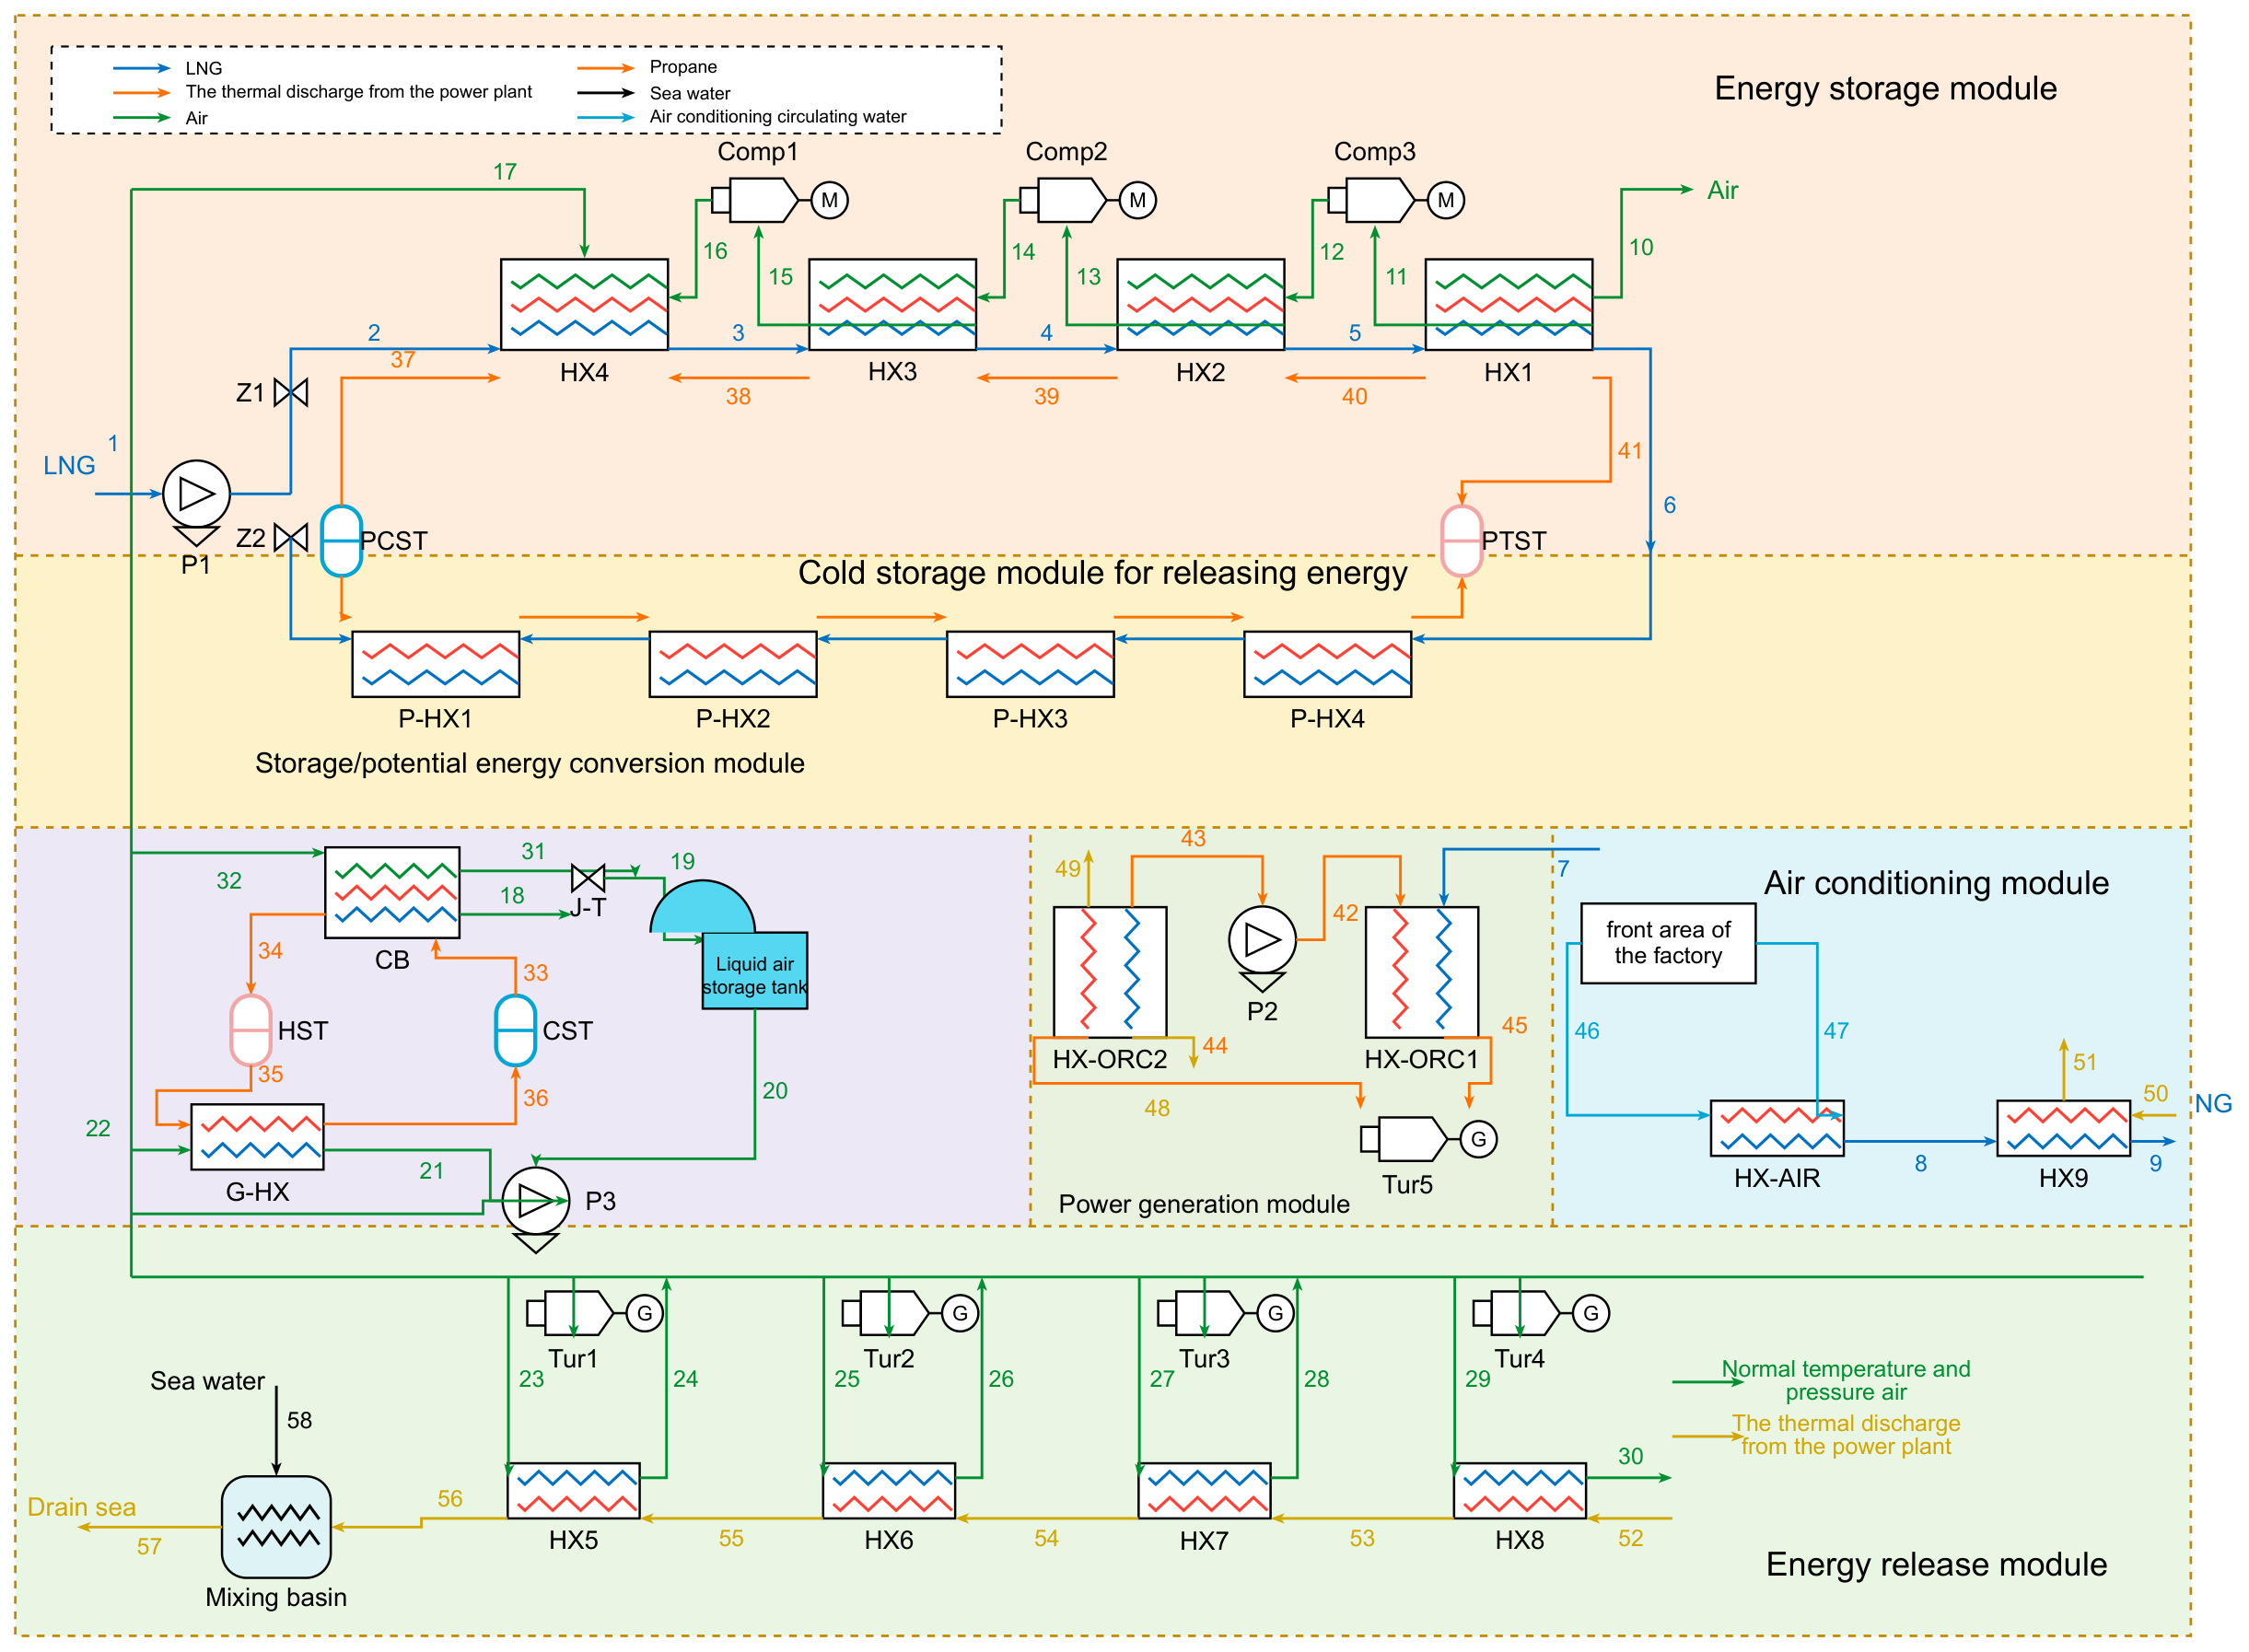 LNG
The thermal discharge from the power plant
Air
Propane
Sea water
Air conditioning circulating water
Energy storage module
17
Comp1
M
Comp2
M
Comp3
M
Air
16
15
14
13
12
11
10
2
37
3
4
5
HX4
HX3
HX2
HX1
38
39
40
Z1
1
LNG
41
6
Z2
PCST
PTST
P1
Cold storage module for releasing energy
P-HX1
P-HX2
P-HX3
P-HX4
Storage/potential energy conversion module
31
19
32
18
J-T
34
CB
33
Liquid air
storage tank
HST
CST
35
36
20
22
21
G-HX
P3
43
49
42
P2
44
45
HX-ORC2
HX-ORC1
48
G
Tur5
Power generation module
7
Air conditioning module
front area of
the factory
46
47
51
50
NG
8
9
HX-AIR
HX9
G
G
G
G
Tur1
Tur2
Tur3
Tur4
23
24
25
26
27
28
29
Normal temperature and
pressure air
The thermal discharge
from the power plant
30
Sea water
58
Drain sea
57
56
55
54
53
52
HX5
HX6
HX7
HX8
Mixing basin
Energy release module